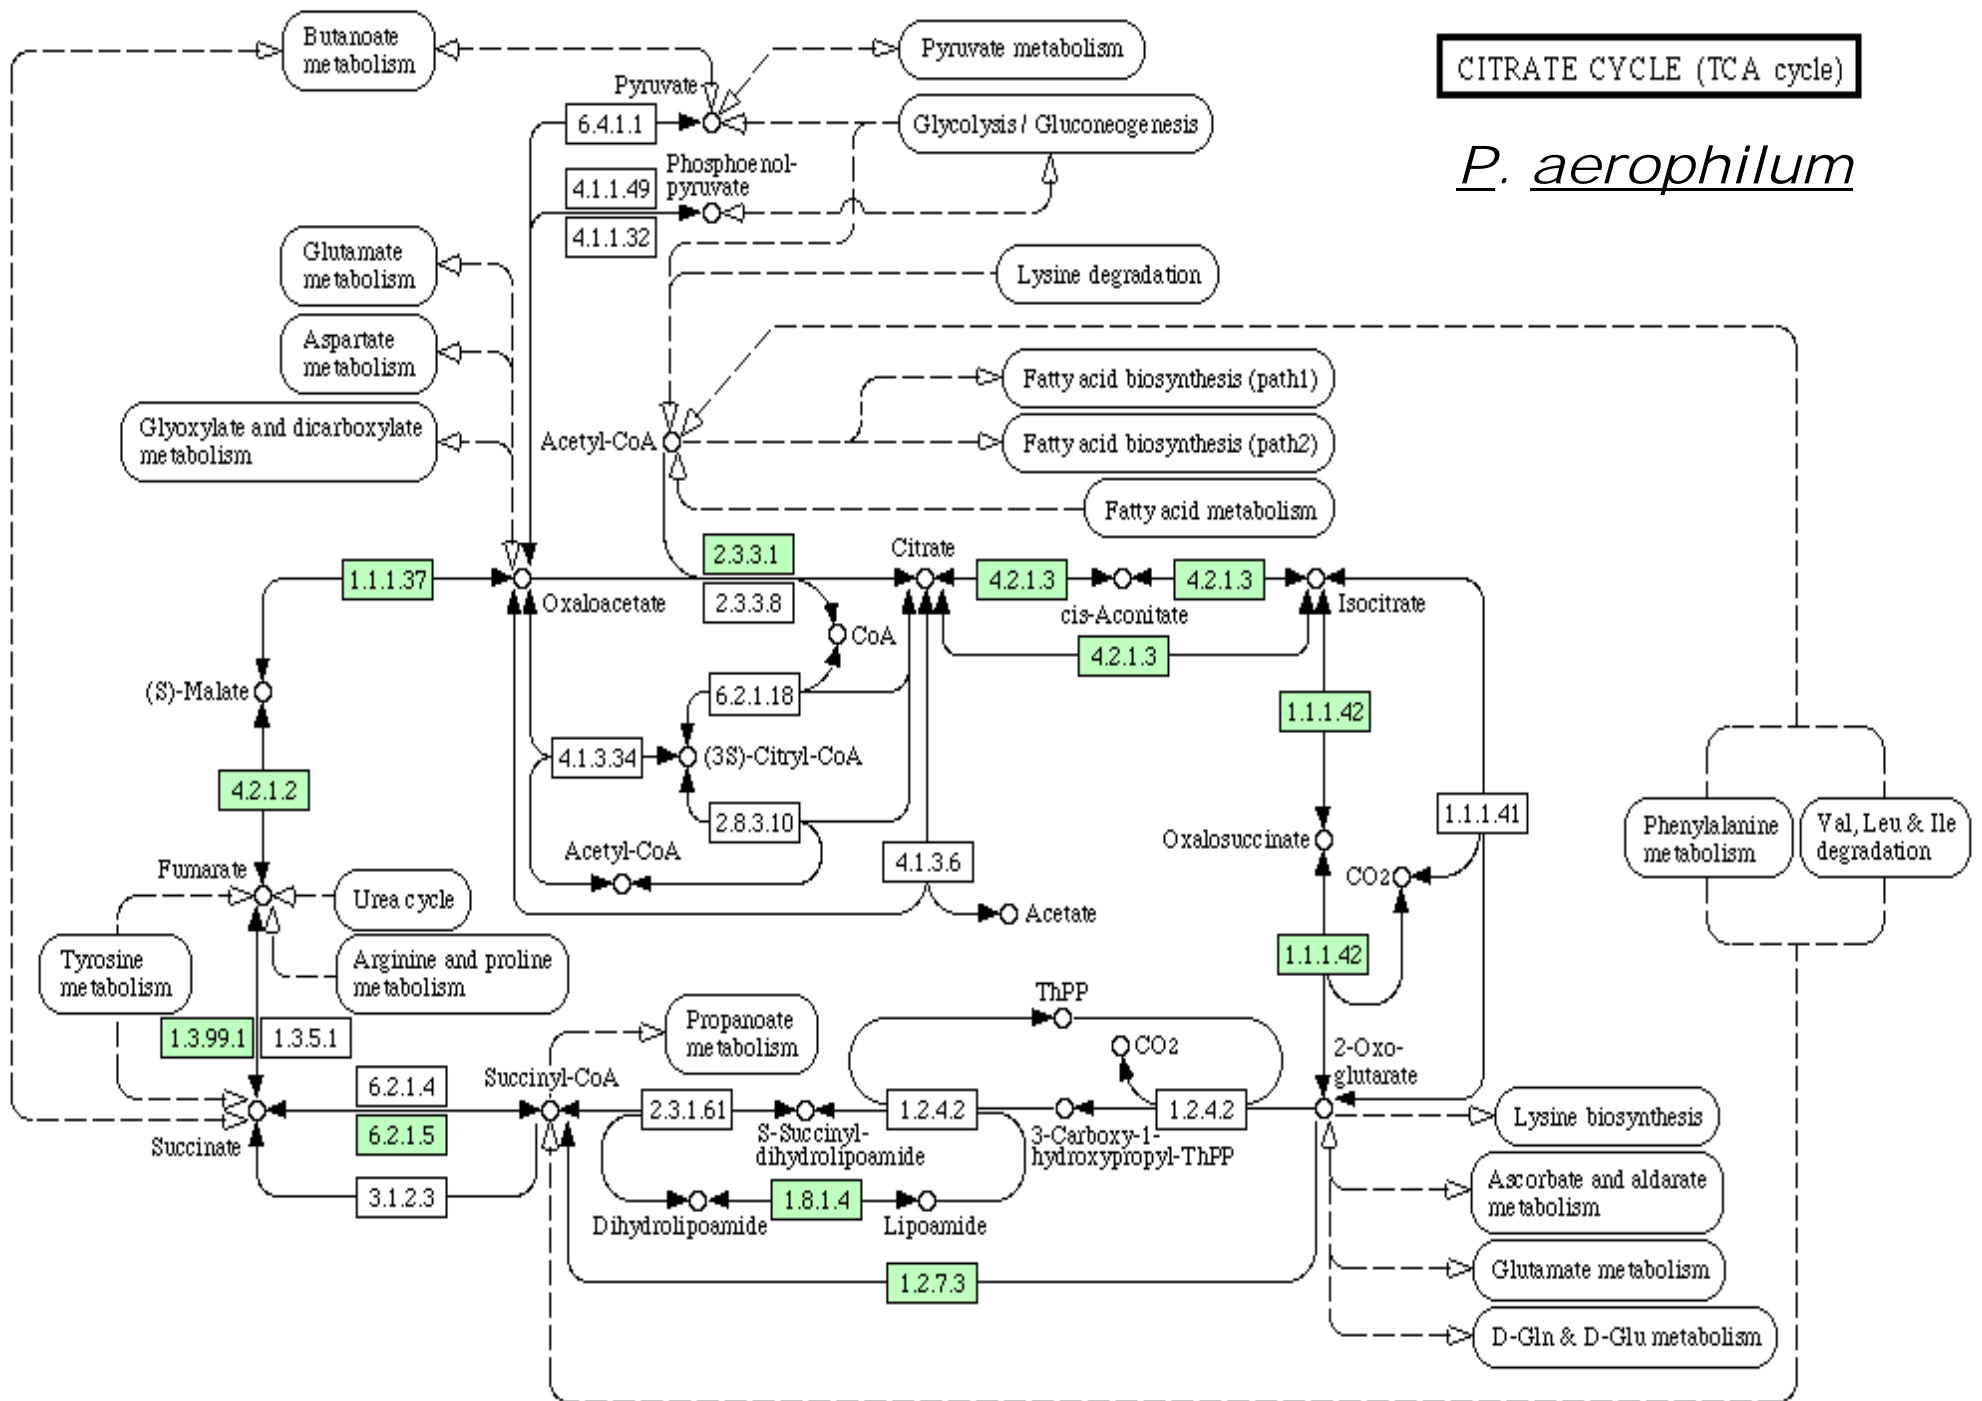 Butanoate
metabolism
Pyruvate metabolism
CITRATE CYCLE (TCA cycle)
Pyruvate
6.4.1.1
Glycolysis / Gluconeogenesis
P. aerophilum
Phosphoenol-
pyruvate
4.1.1.49
4.1.1.32
Glutamate
metabolism
Lysine degradation
Aspartate
metabolism
Fatty acid biosynthesis (path1)
Glyoxylate and dicarboxylate
metabolism
Acetyl-CoA
Fatty acid biosynthesis (path2)
Fatty acid metabolism
1.1.1.37
2.3.3.1
Citrate
4.2.1.3
4.2.1.3
Oxaloacetate
2.3.3.8
cis-Aconitate
Isocitrate
CoA
4.2.1.3
(S)-Malate
6.2.1.18
1.1.1.42
4.1.3.34
(3S)-Citryl-CoA
4.2.1.2
2.8.3.10
1.1.1.41
Phenylalanine
metabolism
Val, Leu & Ile
degradation
Oxalosuccinate
Acetyl-CoA
4.1.3.6
Fumarate
CO2
Urea cycle
Acetate
Tyrosine
metabolism
Arginine and proline
metabolism
1.1.1.42
ThPP
Propanoate
metabolism
1.3.99.1
1.3.5.1
CO2
2-Oxo-
glutarate
6.2.1.4
Succinyl-CoA
2.3.1.61
1.2.4.2
1.2.4.2
Lysine biosynthesis
6.2.1.5
Succinate
S-Succinyl-
dihydrolipoamide
3-Carboxy-1-
hydroxypropyl-ThPP
3.1.2.3
1.8.1.4
Ascorbate and aldarate
metabolism
Dihydrolipoamide
Lipoamide
1.2.7.3
Glutamate metabolism
D-Gln & D-Glu metabolism